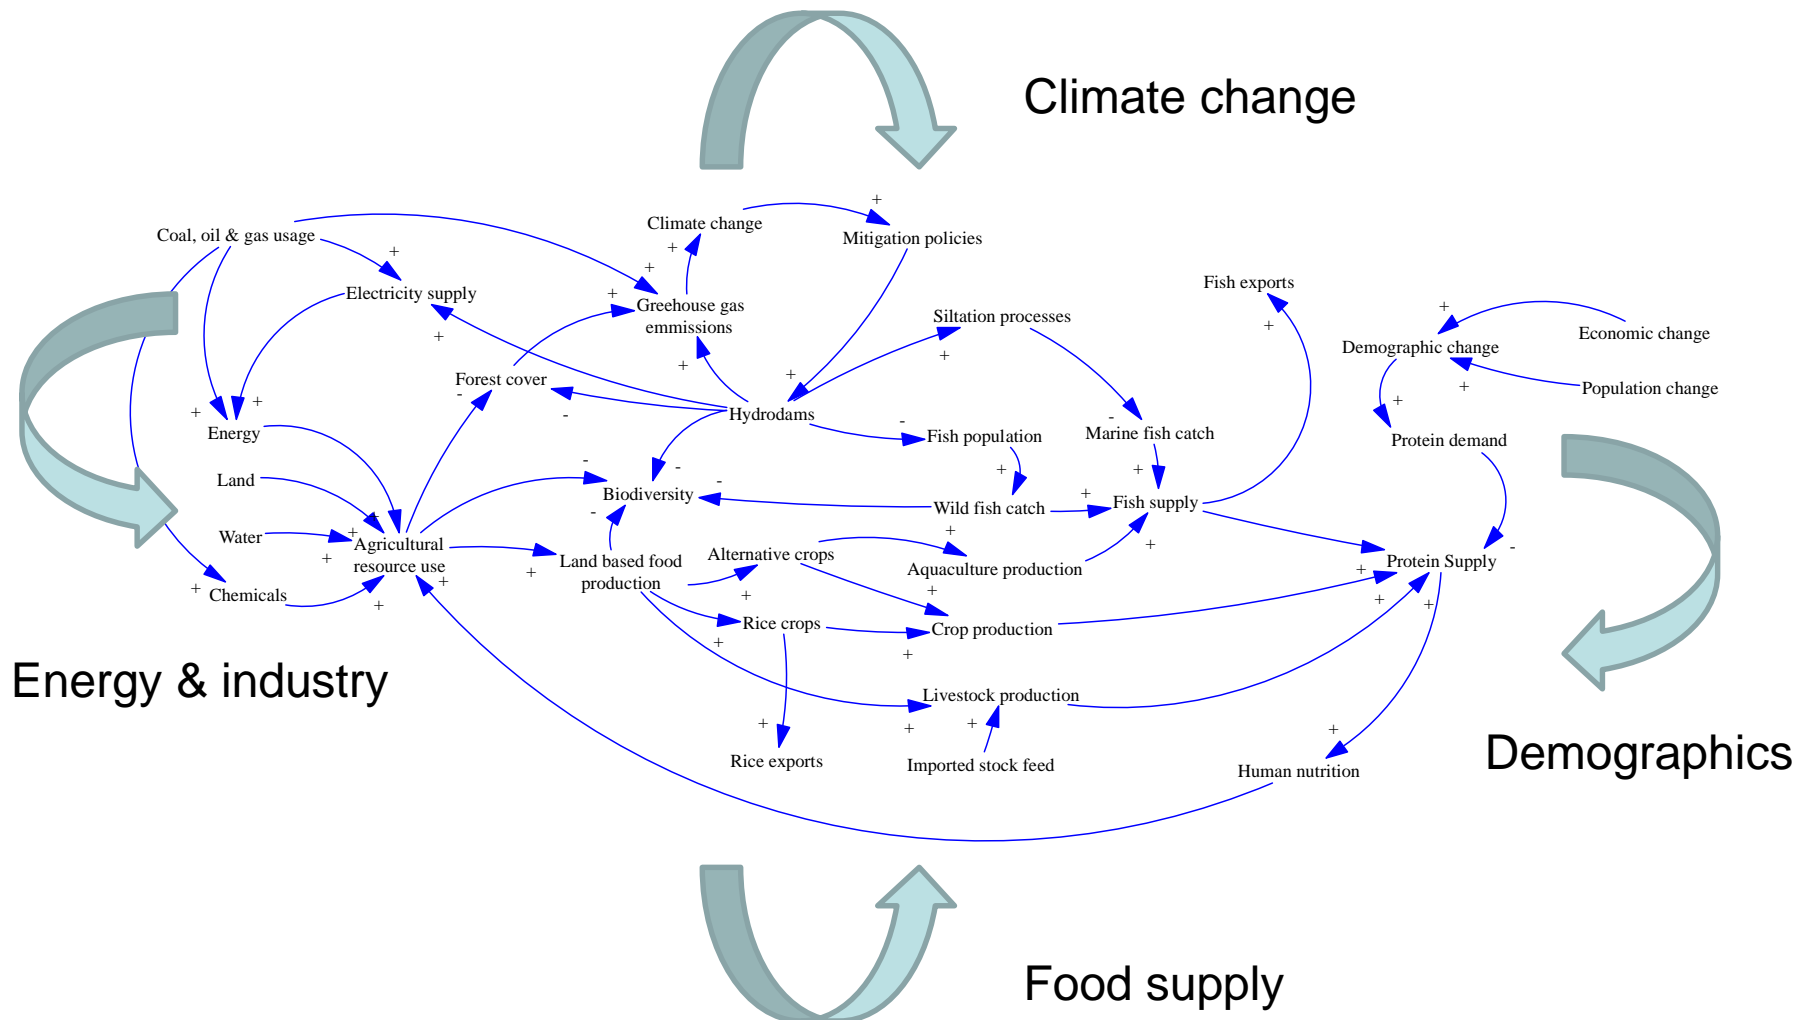 Climate change
Coal, oil & gas usage
Climate change
Mitigation policies
Electricity supply
Greehouse gas
emmissions
Siltation processes
Fish exports
Economic change
Demographic change
Population change
Forest cover
Hydrodams
Energy
Fish population
Marine fish catch
Protein demand
Land
Biodiversity
Wild fish catch
Fish supply
Water
Agricultural
resource use
Land based food
production
Alternative crops
Aquaculture production
Protein Supply
Chemicals
Rice crops
Crop production
Energy & industry
Livestock production
Rice exports
Imported stock feed
Human nutrition
Demographics
Food supply
+
+
+
+
+
+
+
+
+
+
+
+
+
-
-
-
-
+
+
+
-
-
-
-
+
+
+
+
+
+
+
+
+
+
+
-
+
+
+
+
+
+
+
+
+
+
+
+
+